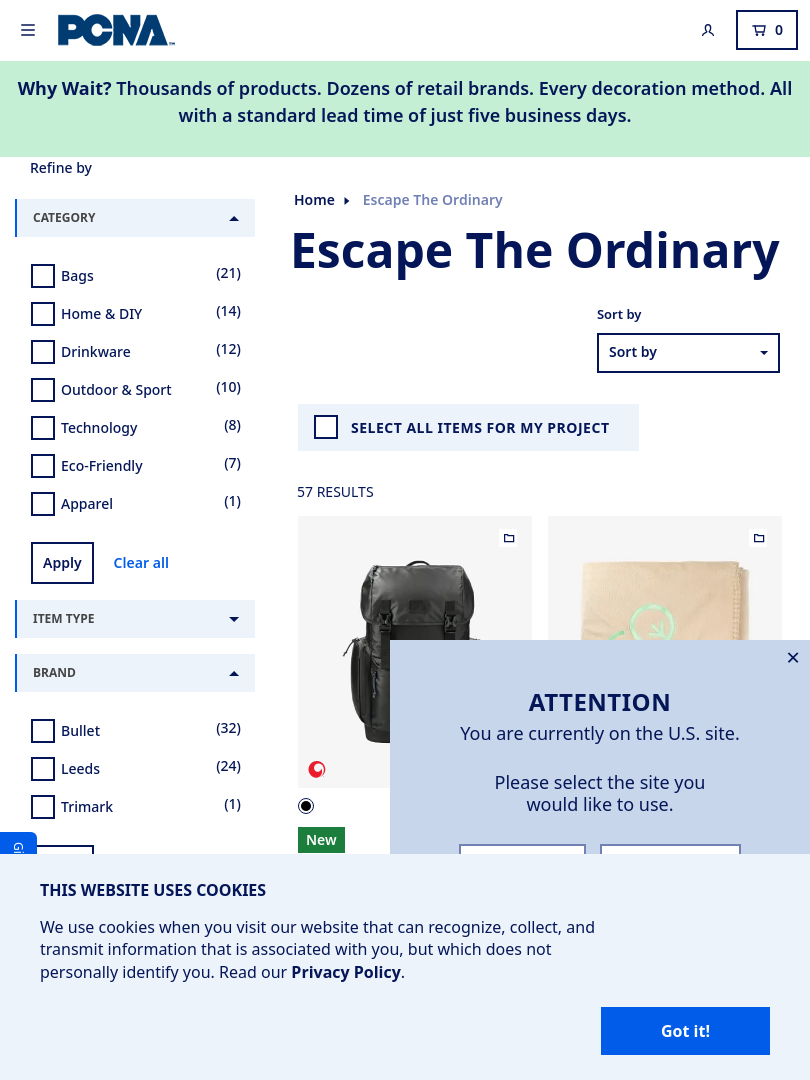 PCNA
0
Why Wait? Thousands of products. Dozens of retail brands. Every decoration method. All
with a standard lead time of just five business days.
Refine by
CATEGORY
Bags (21)
Home & DIY (14)
Drinkware (12)
Outdoor & Sport (10)
Technology (8)
Eco-Friendly (7)
Apparel (1)
Apply Clear all
ITEM TYPE
BRAND
Bullet (32)
Leeds (24)
Trimark (1)
Home Escape The Ordinary
Escape The Ordinary
Sort by
Sort by
SELECT ALL ITEMS FOR MY PROJECT
57 RESULTS
New
ATTENTION
You are currently on the U.S. site.
Please select the site you
would like to use.
THIS WEBSITE USES COOKIES
We use cookies when you visit our website that can recognize, collect, and
transmit information that is associated with you, but which does not
personally identify you. Read our Privacy Policy.
Got it!